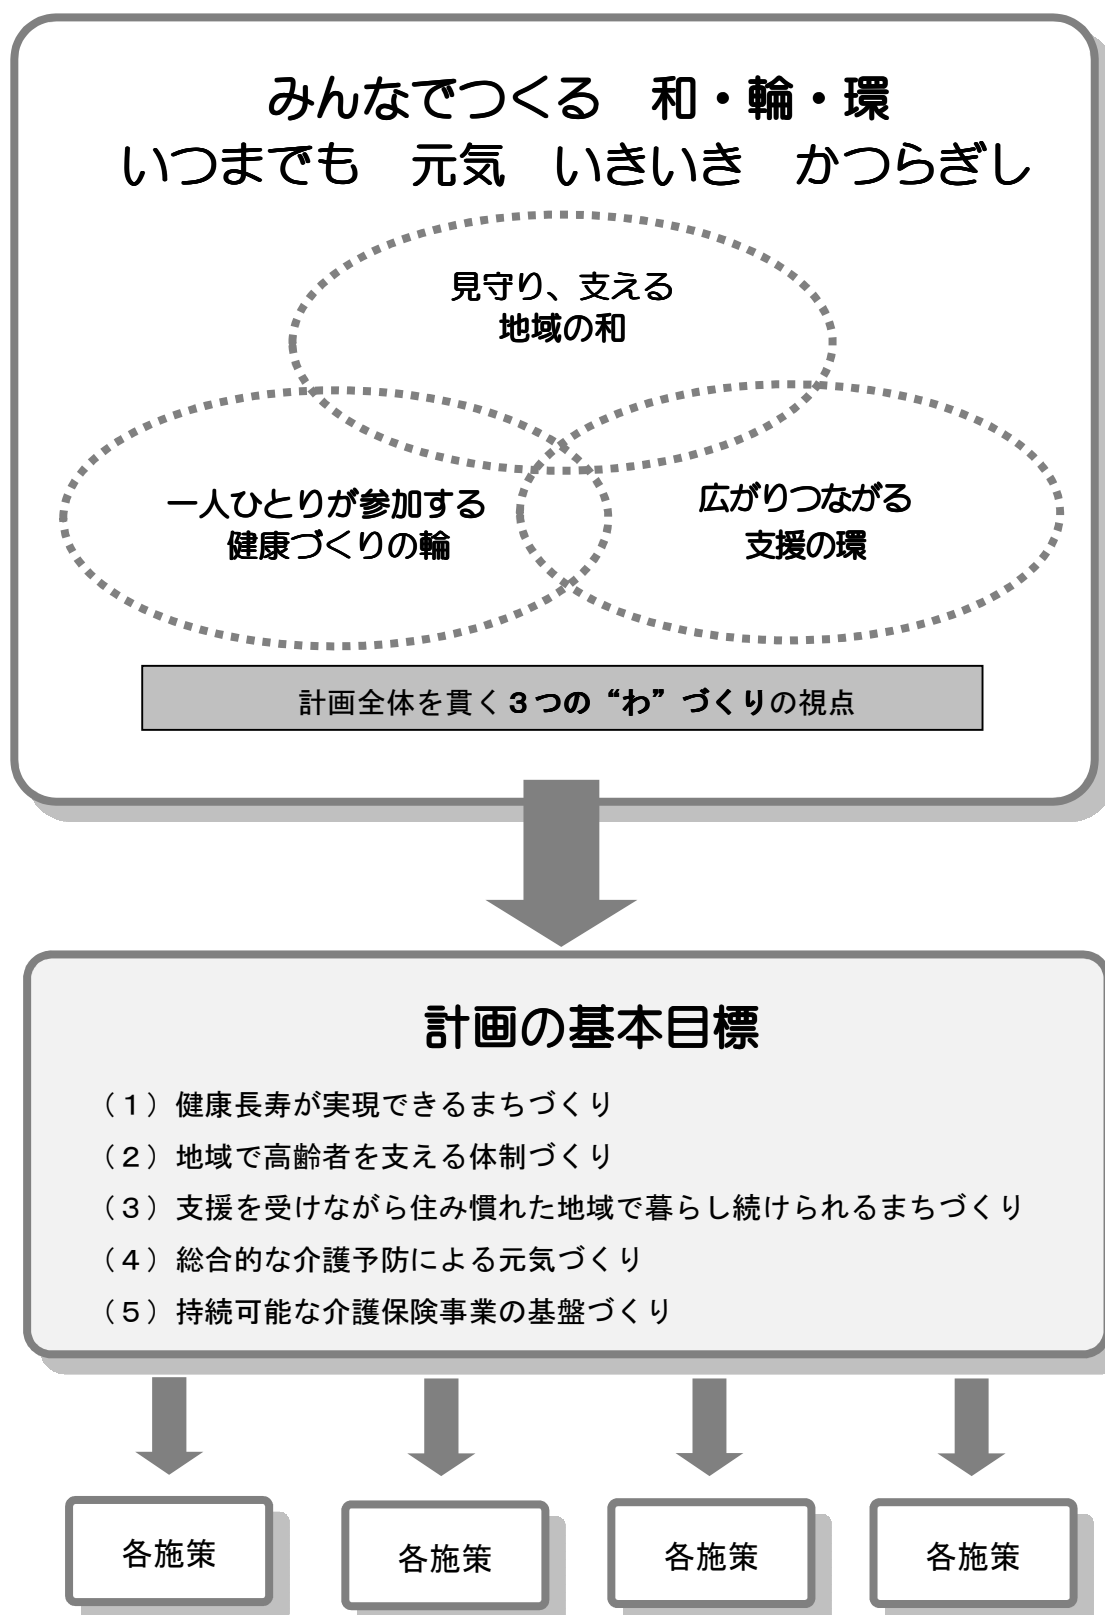 みんなでつくる　和・輪・環
いつまでも　元気　いきいき　かつらぎし
見守り、支える
地域の和
一人ひとりが参加する
健康づくりの輪
広がりつながる
支援の環
計画全体を貫く３つの“わ”づくりの視点
計画の基本目標
（１）健康長寿が実現できるまちづくり
（２）地域で高齢者を支える体制づくり
（３）支援を受けながら住み慣れた地域で暮らし続けられるまちづくり
（４）総合的な介護予防による元気づくり
（５）持続可能な介護保険事業の基盤づくり
各施策
各施策
各施策
各施策